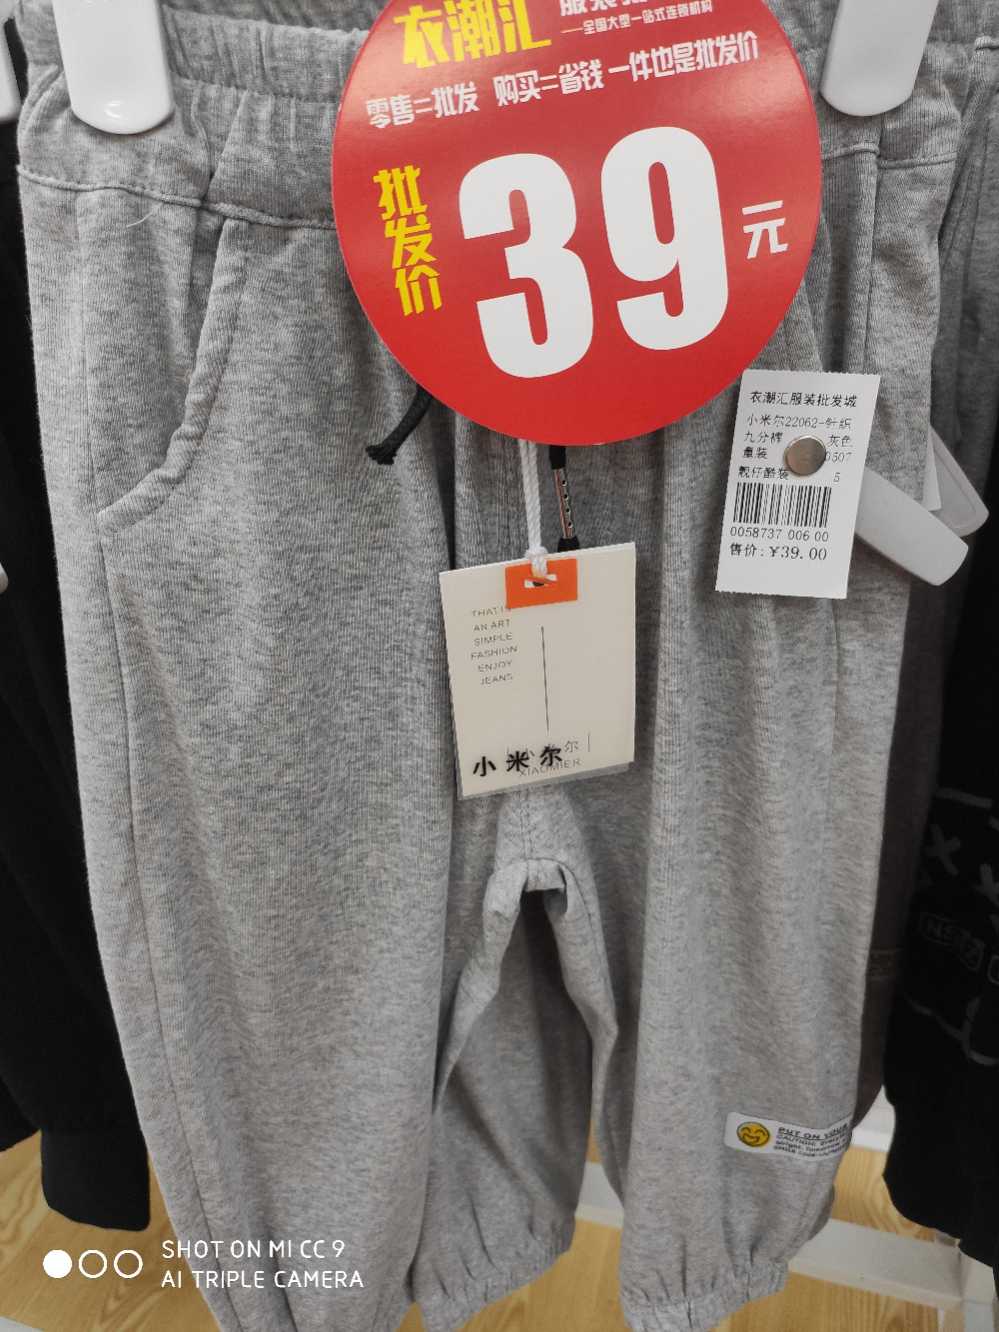 衣潮汇
——全国大型一站式连锁机构
零售=批发 购买=省钱 一件也是批发价
批发价
39
元
衣潮汇服装批发城
小米尔22062-针织
九分裤 灰色
童装 0507
靓仔酷装 5
0058737 006 00
售价:¥39.00
THAT IS
AN ART
SIMPLE
FASHION
ENJOY
JEANS
小米尔
XIAOMIER
小米尔
PUT ON YOUR
SHOT ON MI CC 9
AI TRIPLE CAMERA